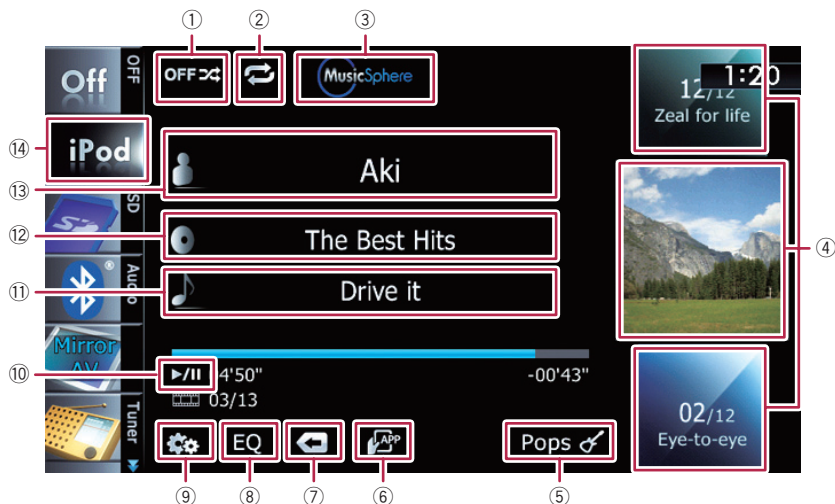 ① ② ③
Off OFF
OFF
MusicSphere
12/12
1:20
Zeal for life
⑭ iPod
⑬ Aki
SD
⑫ The Best Hits
④
Audio
⑪ Drive it
Mirror
AV
⑩ ►/II 4'50" -00'43"
03/13
02/12
Eye-to-eye
Tuner
EQ
APP
Pops
⑨ ⑧ ⑦ ⑥ ⑤